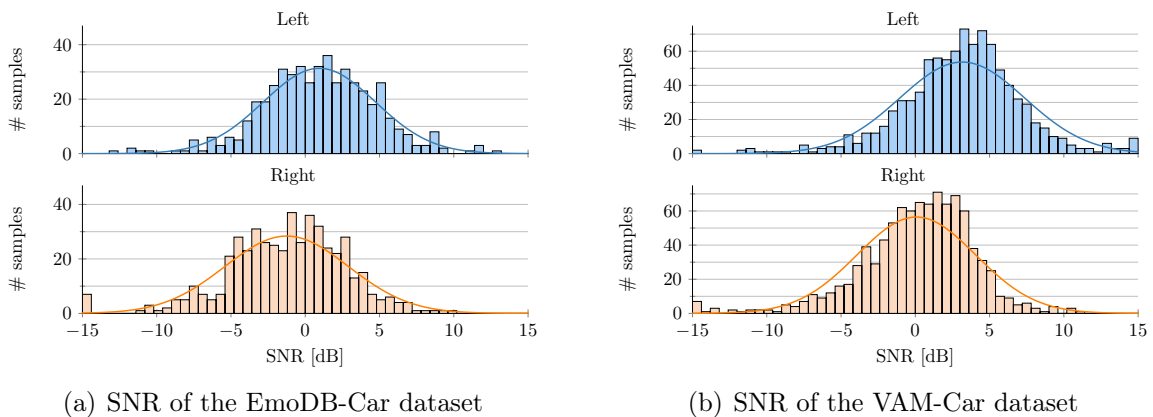 Left
40
20
0
# samples
Right
40
20
0
# samples
−15 −10 −5 0 5 10 15
SNR [dB]
(a) SNR of the EmoDB-Car dataset
Left
60
40
20
0
# samples
Right
60
40
20
0
# samples
−15 −10 −5 0 5 10 15
SNR [dB]
(b) SNR of the VAM-Car dataset